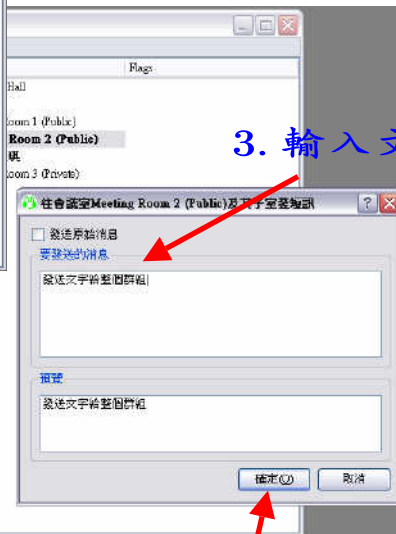 Flags
Hall
oom 1 (Public)
Room 2 (Public)
oom 3 (Private)
3. 輸入文
往會議室Meeting Room 2 (Public)及其子室發短訊
發送原始消息
要發送的消息
發送文字給整個群組
預覽
發送文字給整個群組
確定(O)
取消